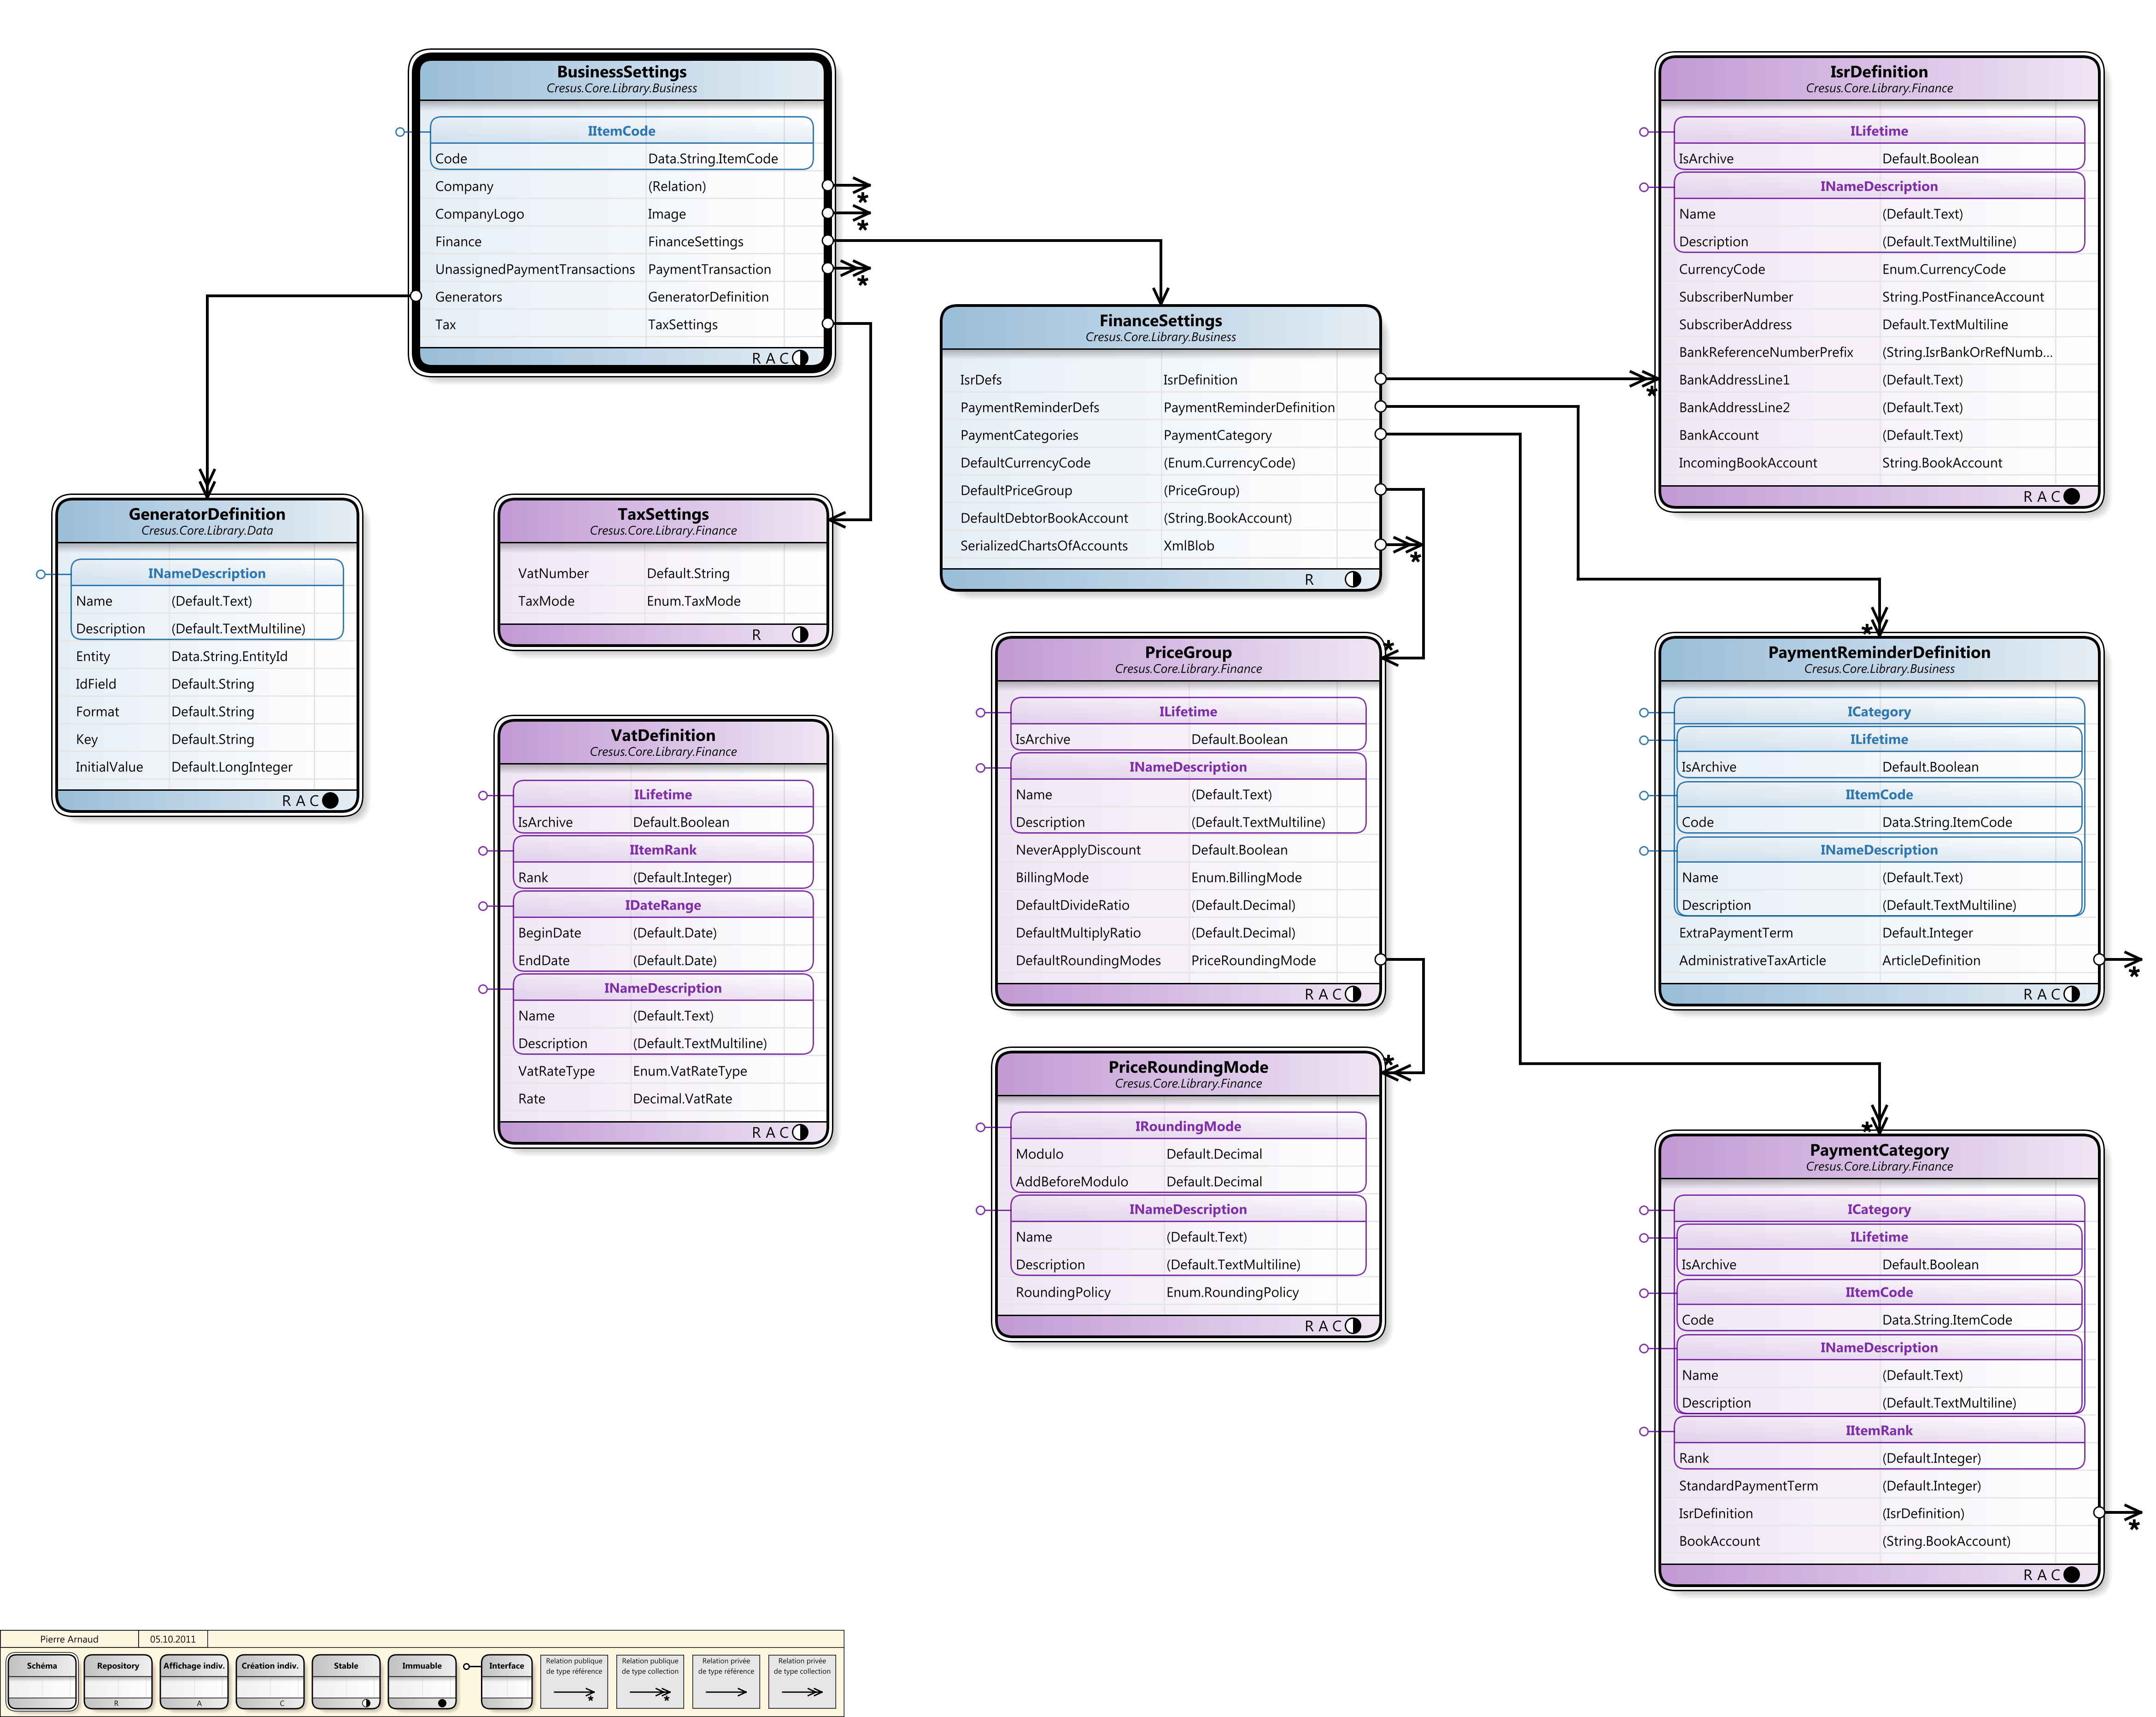 BusinessSettings
Cresus.Core.Library.Business
IItemCode
Code Data.String.ItemCode
Company (Relation)
*
CompanyLogo Image
*
Finance FinanceSettings
UnassignedPaymentTransactions PaymentTransaction
*
Generators GeneratorDefinition
Tax TaxSettings
R A C
IsrDefinition
Cresus.Core.Library.Finance
ILifetime
IsArchive Default.Boolean
INameDescription
Name (Default.Text)
Description (Default.TextMultiline)
CurrencyCode Enum.CurrencyCode
SubscriberNumber String.PostFinanceAccount
SubscriberAddress Default.TextMultiline
BankReferenceNumberPrefix (String.IsrBankOrRefNumb...
BankAddressLine1 (Default.Text)
*
BankAddressLine2 (Default.Text)
BankAccount (Default.Text)
IncomingBookAccount String.BookAccount
R A C
FinanceSettings
Cresus.Core.Library.Business
IsrDefs IsrDefinition
PaymentReminderDefs PaymentReminderDefinition
PaymentCategories PaymentCategory
DefaultCurrencyCode (Enum.CurrencyCode)
DefaultPriceGroup (PriceGroup)
DefaultDebtorBookAccount (String.BookAccount)
SerializedChartsOfAccounts XmlBlob
*
R
GeneratorDefinition
Cresus.Core.Library.Data
INameDescription
Name (Default.Text)
Description (Default.TextMultiline)
Entity Data.String.EntityId
IdField Default.String
Format Default.String
Key Default.String
InitialValue Default.LongInteger
R A C
TaxSettings
Cresus.Core.Library.Finance
VatNumber Default.String
TaxMode Enum.TaxMode
R
VatDefinition
Cresus.Core.Library.Finance
ILifetime
IsArchive Default.Boolean
IItemRank
Rank (Default.Integer)
IDateRange
BeginDate (Default.Date)
EndDate (Default.Date)
INameDescription
Name (Default.Text)
Description (Default.TextMultiline)
VatRateType Enum.VatRateType
Rate Decimal.VatRate
R A C
*
PriceGroup
Cresus.Core.Library.Finance
ILifetime
IsArchive Default.Boolean
INameDescription
Name (Default.Text)
Description (Default.TextMultiline)
NeverApplyDiscount Default.Boolean
BillingMode Enum.BillingMode
DefaultDivideRatio (Default.Decimal)
DefaultMultiplyRatio (Default.Decimal)
DefaultRoundingModes PriceRoundingMode
R A C
*
PriceRoundingMode
Cresus.Core.Library.Finance
IRoundingMode
Modulo Default.Decimal
AddBeforeModulo Default.Decimal
INameDescription
Name (Default.Text)
Description (Default.TextMultiline)
RoundingPolicy Enum.RoundingPolicy
R A C
*
PaymentReminderDefinition
Cresus.Core.Library.Business
ICategory
ILifetime
IsArchive Default.Boolean
IItemCode
Code Data.String.ItemCode
INameDescription
Name (Default.Text)
Description (Default.TextMultiline)
ExtraPaymentTerm Default.Integer
AdministrativeTaxArticle ArticleDefinition
*
R A C
*
PaymentCategory
Cresus.Core.Library.Finance
ICategory
ILifetime
IsArchive Default.Boolean
IItemCode
Code Data.String.ItemCode
INameDescription
Name (Default.Text)
Description (Default.TextMultiline)
IItemRank
Rank (Default.Integer)
StandardPaymentTerm (Default.Integer)
IsrDefinition (IsrDefinition)
*
BookAccount (String.BookAccount)
R A C
Pierre Arnaud 05.10.2011
Schéma
Repository
R
Affichage indiv.
A
Création indiv.
C
Stable
Immuable
Interface
Relation publique
de type référence
*
Relation publique
de type collection
*
Relation privée
de type référence
Relation privée
de type collection